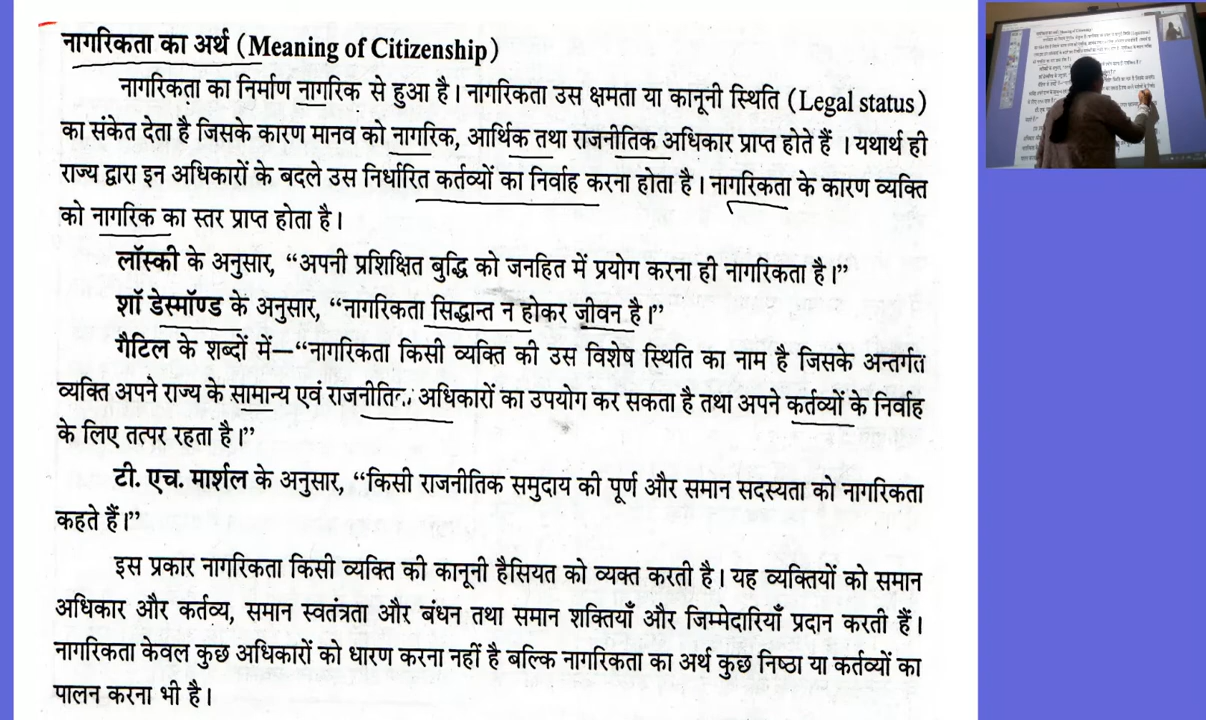 नागरिकता का अर्थ (Meaning of Citizenship)
नागरिकता का निर्माण नागरिक से हुआ है। नागरिकता उस क्षमता या कानूनी स्थिति (Legal status)
का संकेत देता है जिसके कारण मानव को नागरिक, आर्थिक तथा राजनीतिक अधिकार प्राप्त होते हैं । यथार्थ ही
राज्य द्वारा इन अधिकारों के बदले उस निर्धारित कर्तव्यों का निर्वाह करना होता है। नागरिकता के कारण व्यक्ति
को नागरिक का स्तर प्राप्त होता है।
लॉस्की के अनुसार, “अपनी प्रशिक्षित बुद्धि को जनहित में प्रयोग करना ही नागरिकता है।”
शॉ डेस्मॉण्ड के अनुसार, “नागरिकता सिद्धान्त न होकर जीवन है।”
गैटिल के शब्दों में—“नागरिकता किसी व्यक्ति की उस विशेष स्थिति का नाम है जिसके अन्तर्गत
व्यक्ति अपने राज्य के सामान्य एवं राजनीतिक अधिकारों का उपयोग कर सकता है तथा अपने कर्तव्यों के निर्वाह
के लिए तत्पर रहता है।”
टी. एच. मार्शल के अनुसार, “किसी राजनीतिक समुदाय की पूर्ण और समान सदस्यता को नागरिकता
कहते हैं।”
इस प्रकार नागरिकता किसी व्यक्ति की कानूनी हैसियत को व्यक्त करती है। यह व्यक्तियों को समान
अधिकार और कर्तव्य, समान स्वतंत्रता और बंधन तथा समान शक्तियाँ और जिम्मेदारियाँ प्रदान करती हैं।
नागरिकता केवल कुछ अधिकारों को धारण करना नहीं है बल्कि नागरिकता का अर्थ कुछ निष्ठा या कर्तव्यों का
पालन करना भी है।